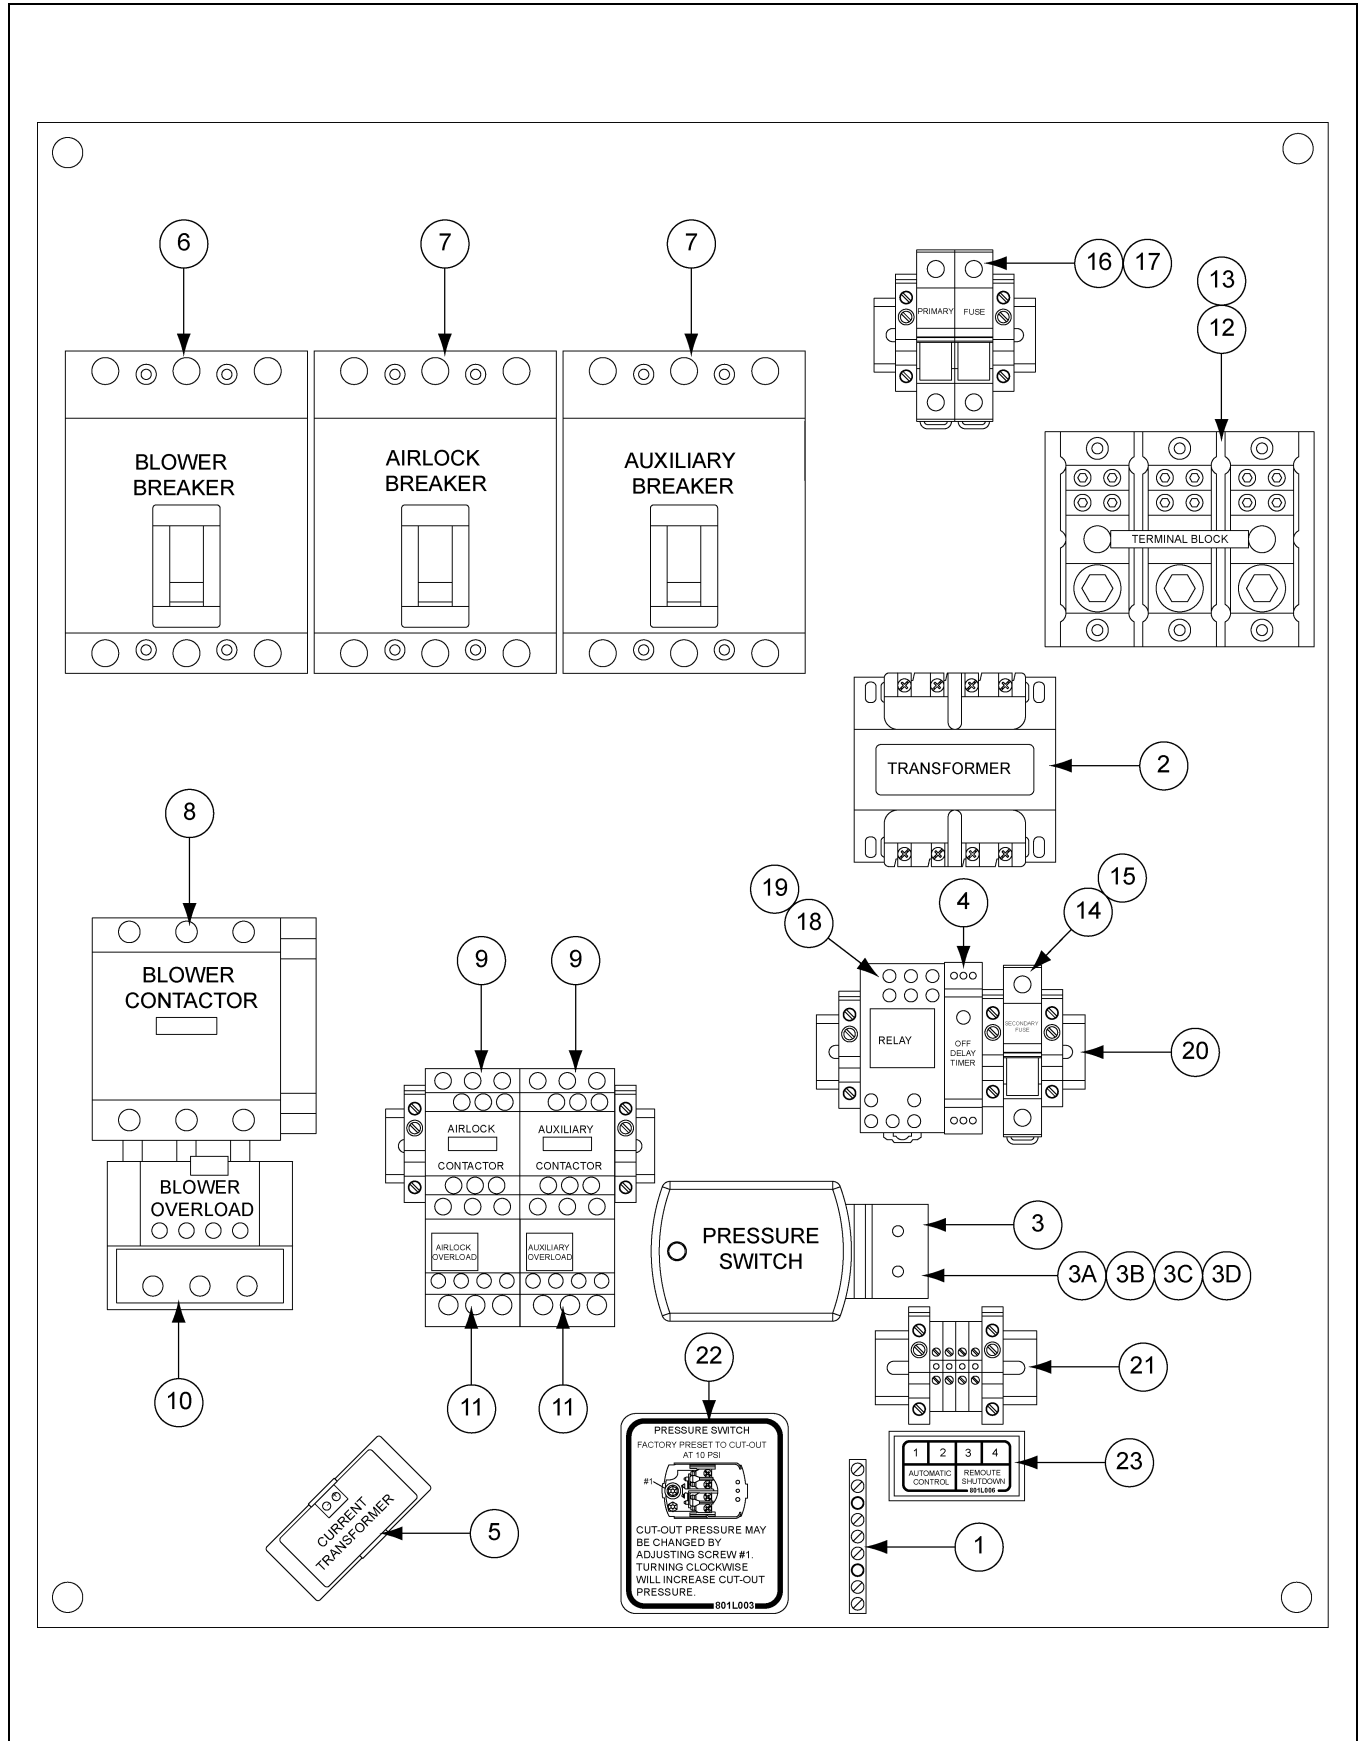 6
7
7
16 17
13
12
PRIMARY FUSE
BLOWER
BREAKER
AIRLOCK
BREAKER
AUXILIARY
BREAKER
TERMINAL BLOCK
TRANSFORMER
2
8
19
18
4
15
14
BLOWER
CONTACTOR
9
9
RELAY
OFF
DELAY
TIMER
SECONDARY
FUSE
20
AIRLOCK
CONTACTOR
AUXILIARY
CONTACTOR
BLOWER
OVERLOAD
AIRLOCK
OVERLOAD
AUXILIARY
OVERLOAD
PRESSURE
SWITCH
3
3A 3B 3C 3D
10
11
11
22
21
PRESSURE SWITCH
FACTORY PRESET TO CUT-OUT
AT 10 PSI
#1
CUT-OUT PRESSURE MAY
BE CHANGED BY
ADJUSTING SCREW #1.
TURNING CLOCKWISE
WILL INCREASE CUT-OUT
PRESSURE.
801L003
1 2 3 4
AUTOMATIC
CONTROL
REMOUTE
SHUTDOWN
801L006
23
CURRENT
TRANSFORMER
5
1